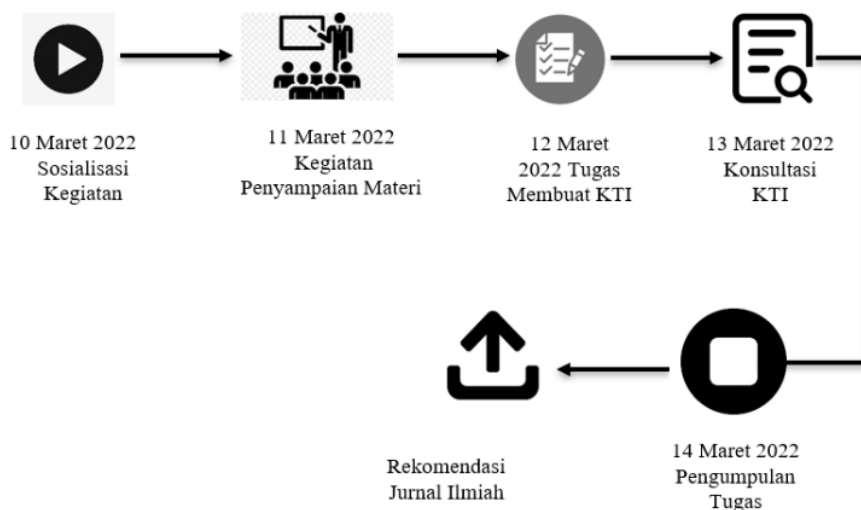 10 Maret 2022
Sosialisasi
Kegiatan
11 Maret 2022
Kegiatan
Penyampaian Materi
12 Maret
2022 Tugas
Membuat KTI
13 Maret 2022
Konsultasi
KTI
14 Maret 2022
Pengumpulan
Tugas
Rekomendasi
Jurnal Ilmiah